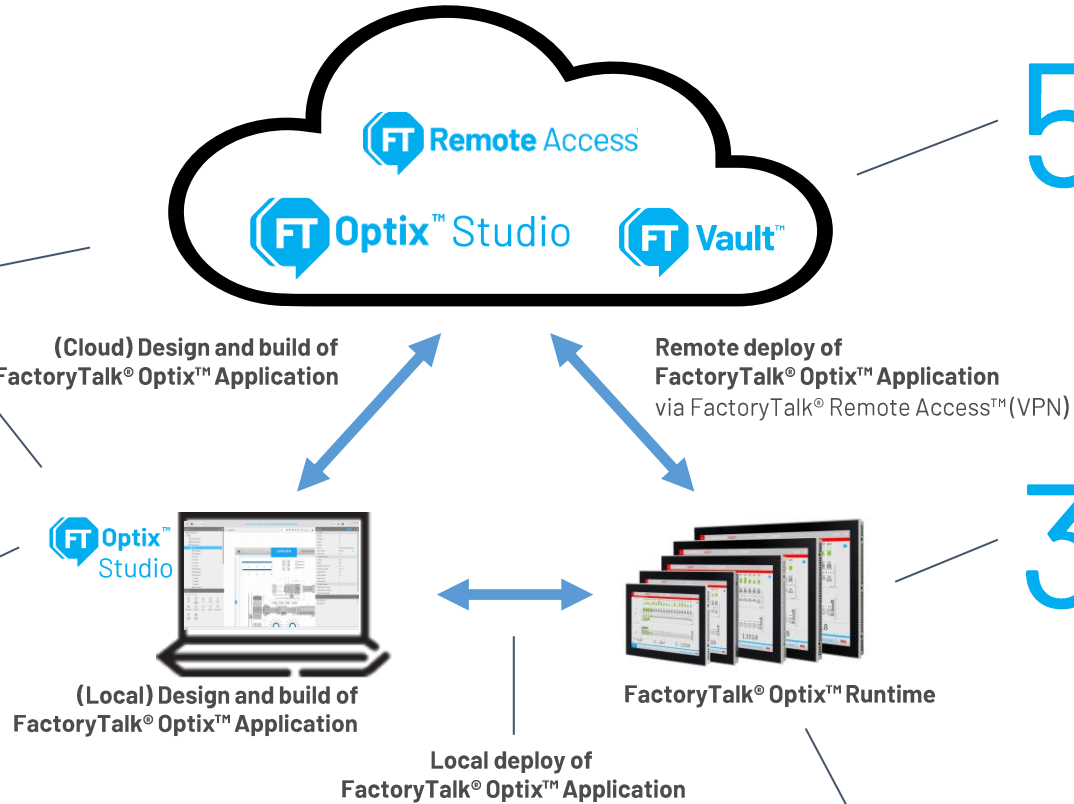 FT Remote Access
5
FT Optix™ Studio
FT Vault™
(Cloud) Design and build of
FactoryTalk® Optix™ Application
Remote deploy of
FactoryTalk® Optix™ Application
via FactoryTalk® Remote Access™ (VPN)
3
FT Optix™
Studio
(Local) Design and build of
FactoryTalk® Optix™ Application
FactoryTalk® Optix™ Runtime
Local deploy of
FactoryTalk® Optix™ Application